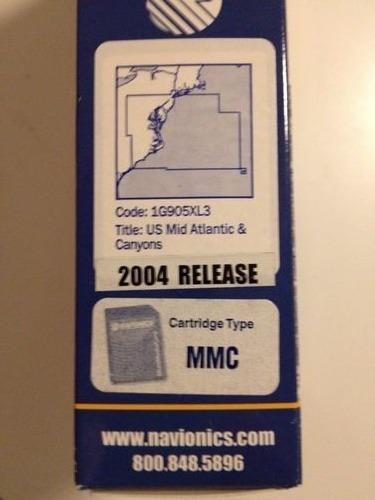 Code: 1G905XL3
Title: US Mid Atlantic &
Canyons
2004 RELEASE
Cartridge Type
MMC
www.navionics.com
800.848.5896